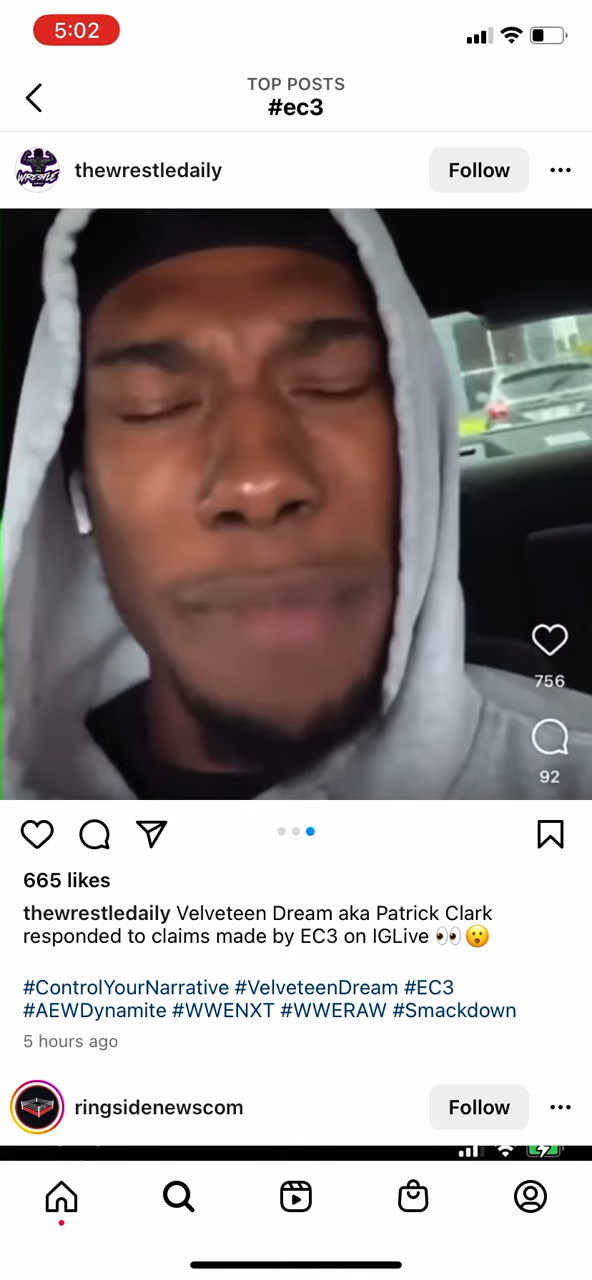 5:02
TOP POSTS
#ec3
WRESTLE
thewrestledaily
Follow
756
92
665 likes
thewrestledaily Velveteen Dream aka Patrick Clark
responded to claims made by EC3 on IGLive 👀😮
#ControlYourNarrative #VelveteenDream #EC3
#AEWDynamite #WWENXT #WWERAW #Smackdown
5 hours ago
ringsidenewscom
Follow